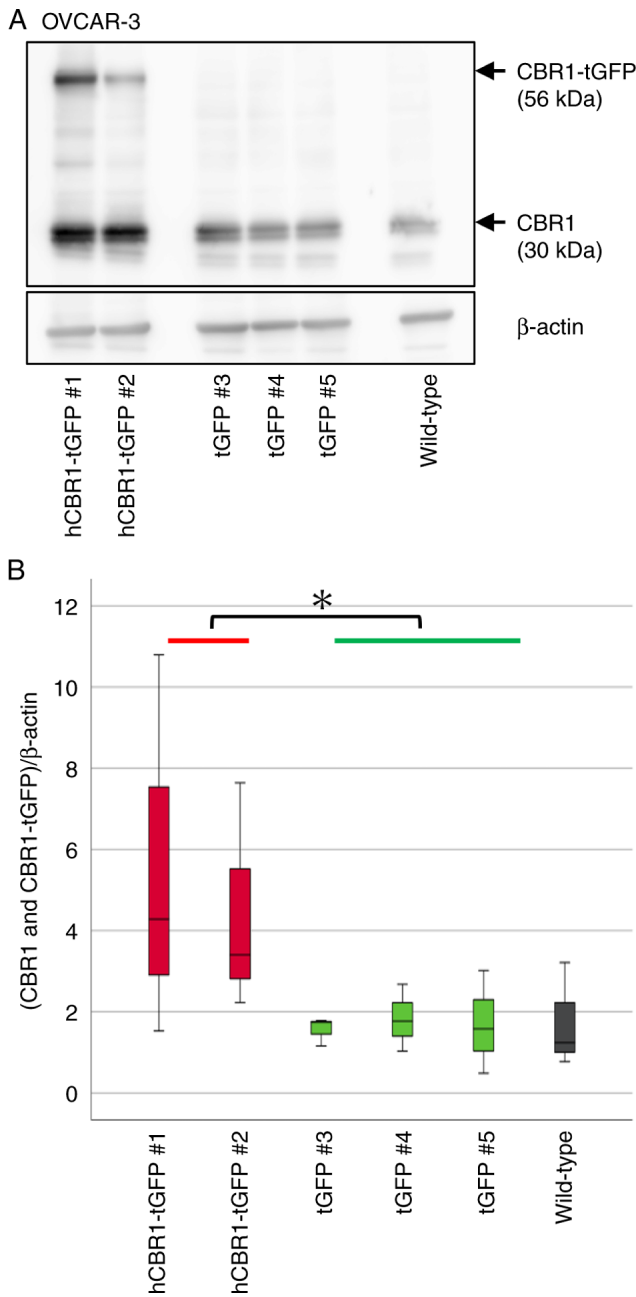 A OVCAR-3
CBR1-tGFP
(56 kDa)
CBR1
(30 kDa)
β-actin
hCBR1-tGFP #1
hCBR1-tGFP #2
tGFP #3
tGFP #4
tGFP #5
Wild-type
B
*
12
10
8
6
4
2
0
(CBR1 and CBR1-tGFP)/β-actin
hCBR1-tGFP #1
hCBR1-tGFP #2
tGFP #3
tGFP #4
tGFP #5
Wild-type